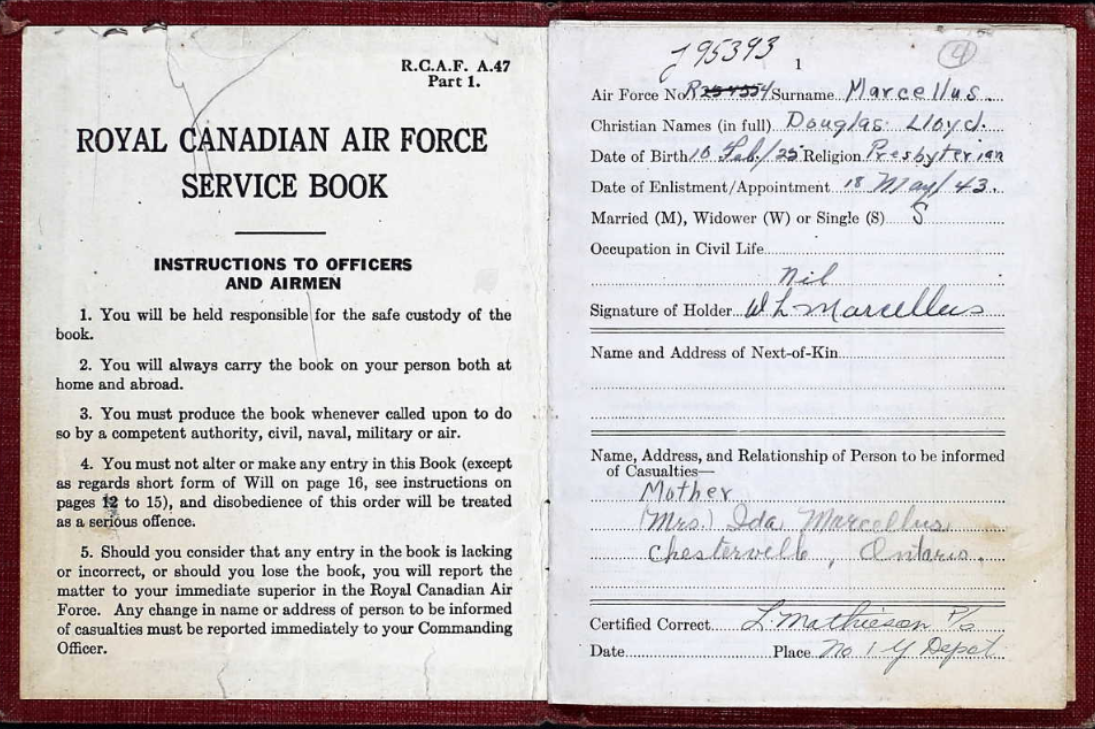 R.C.A.F. A.47
Part 1.
ROYAL CANADIAN AIR FORCE
SERVICE BOOK
INSTRUCTIONS TO OFFICERS
AND AIRMEN
1. You will be held responsible for the safe custody of the
book.
2. You will always carry the book on your person both at
home and abroad.
3. You must produce the book whenever called upon to do
so by a competent authority, civil, naval, military or air.
4. You must not alter or make any entry in this Book (except
as regards short form of Will on page 16, see instructions on
pages 12 to 15), and disobedience of this order will be treated
as a serious offence.
5. Should you consider that any entry in the book is lacking
or incorrect, or should you lose the book, you will report the
matter to your immediate superior in the Royal Canadian Air
Force. Any change in name or address of person to be informed
of casualties must be reported immediately to your Commanding
Officer.
J95393
4
1
Air Force No. Surname Marcellus.
Christian Names (in full) Douglas Lloyd.
Date of Birth 10 Feb./25 Religion Presbyterian
Date of Enlistment/Appointment 18 May/43.
Married (M), Widower (W) or Single (S) S
Occupation in Civil Life
nil
Signature of Holder L Marcellus
Name and Address of Next-of-Kin
Name, Address, and Relationship of Person to be informed
of Casualties—
Mother
(Mrs.) Ida Marcellus
Chesterville, Ontario.
Certified Correct L Mathieson
Date Place No 1 Y Depot